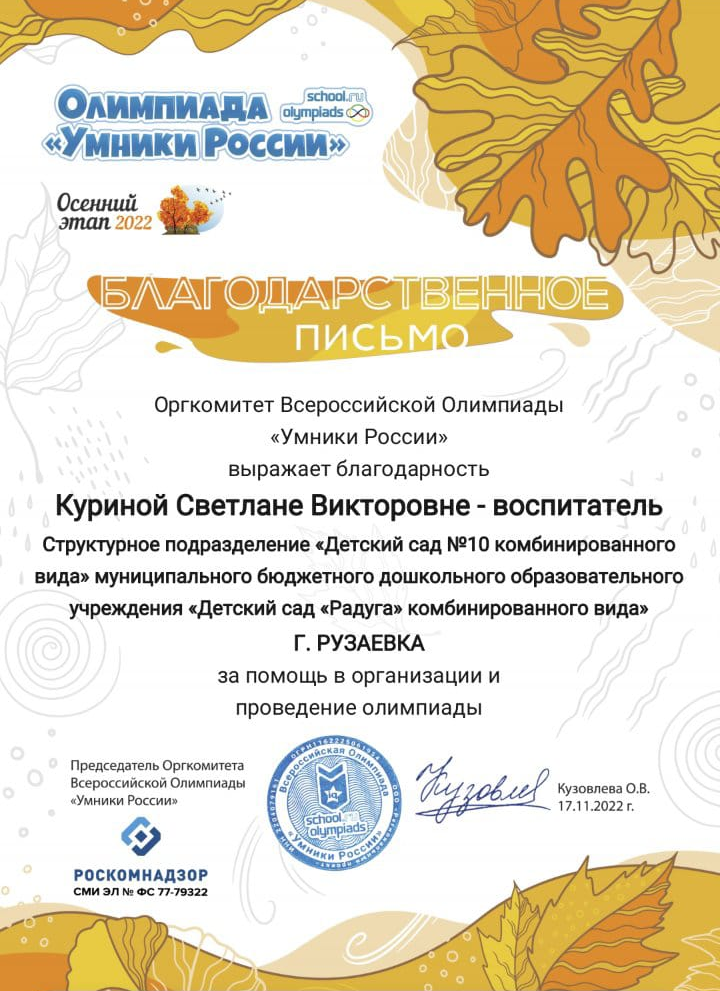 Олимпиада
«Умники России»
school.ru
olympiads
Осенний
этап 2022
БЛАГОДАРСТВЕННОЕ
ПИСЬМО
Оргкомитет Всероссийской Олимпиады
«Умники России»
выражает благодарность
Куриной Светлане Викторовне - воспитатель
Структурное подразделение «Детский сад №10 комбинированного
вида» муниципального бюджетного дошкольного образовательного
учреждения «Детский сад «Радуга» комбинированного вида»
Г. РУЗАЕВКА
за помощь в организации и
проведение олимпиады
Председатель Оргкомитета
Всероссийской Олимпиады
«Умники России»
РОСКОМНАДЗОР
СМИ ЭЛ № ФС 77-79322
Всероссийская Олимпиада
school.ru
olympiads
«Умники России»
Кузовлева О.В.
17.11.2022 г.